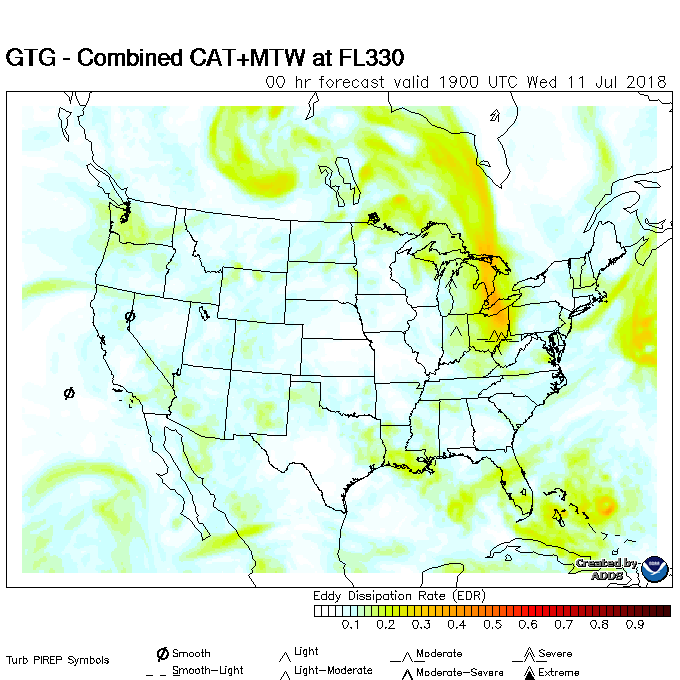 GTG - Combined CAT+MTW at FL330
00 hr forecast valid 1900 UTC Wed 11 Jul 2018
Created by
ADDS
Eddy Dissipation Rate (EDR)
0.1 0.2 0.3 0.4 0.5 0.6 0.7 0.8 0.9
Turb PIREP Symbols
Smooth Light Moderate Severe
Smooth-Light Light-Moderate Moderate-Severe Extreme